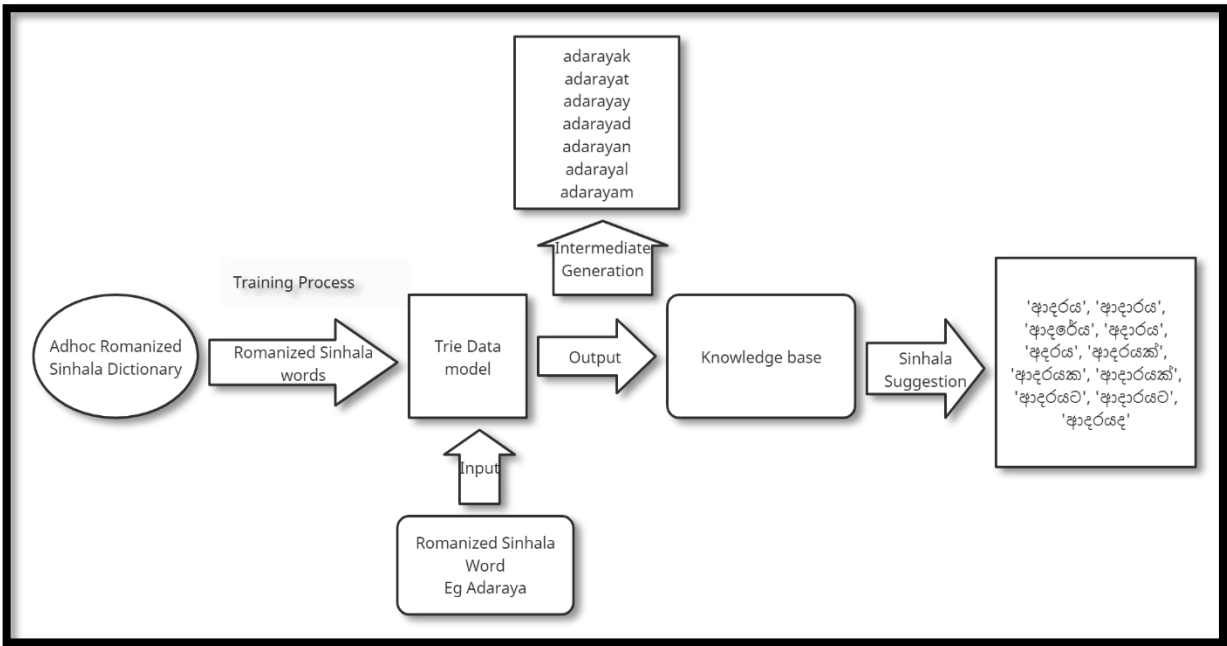 adarayak
adarayat
adarayay
adarayad
adarayan
adarayal
adarayam
Intermediate
Generation
Training Process
Adhoc Romanized
Sinhala Dictionary
Romanized Sinhala
words
Trie Data
model
Output
Knowledge base
Sinhala
Suggestion
'ආදරය', 'ආදාරය',
'ආදරේය', 'අදාරය',
'අදරය', 'ආදරයක්',
'ආදරයක', 'ආදාරයක්',
'ආදරයට', 'ආදාරයට',
'ආදරයද'
Input
Romanized Sinhala
Word
Eg Adaraya